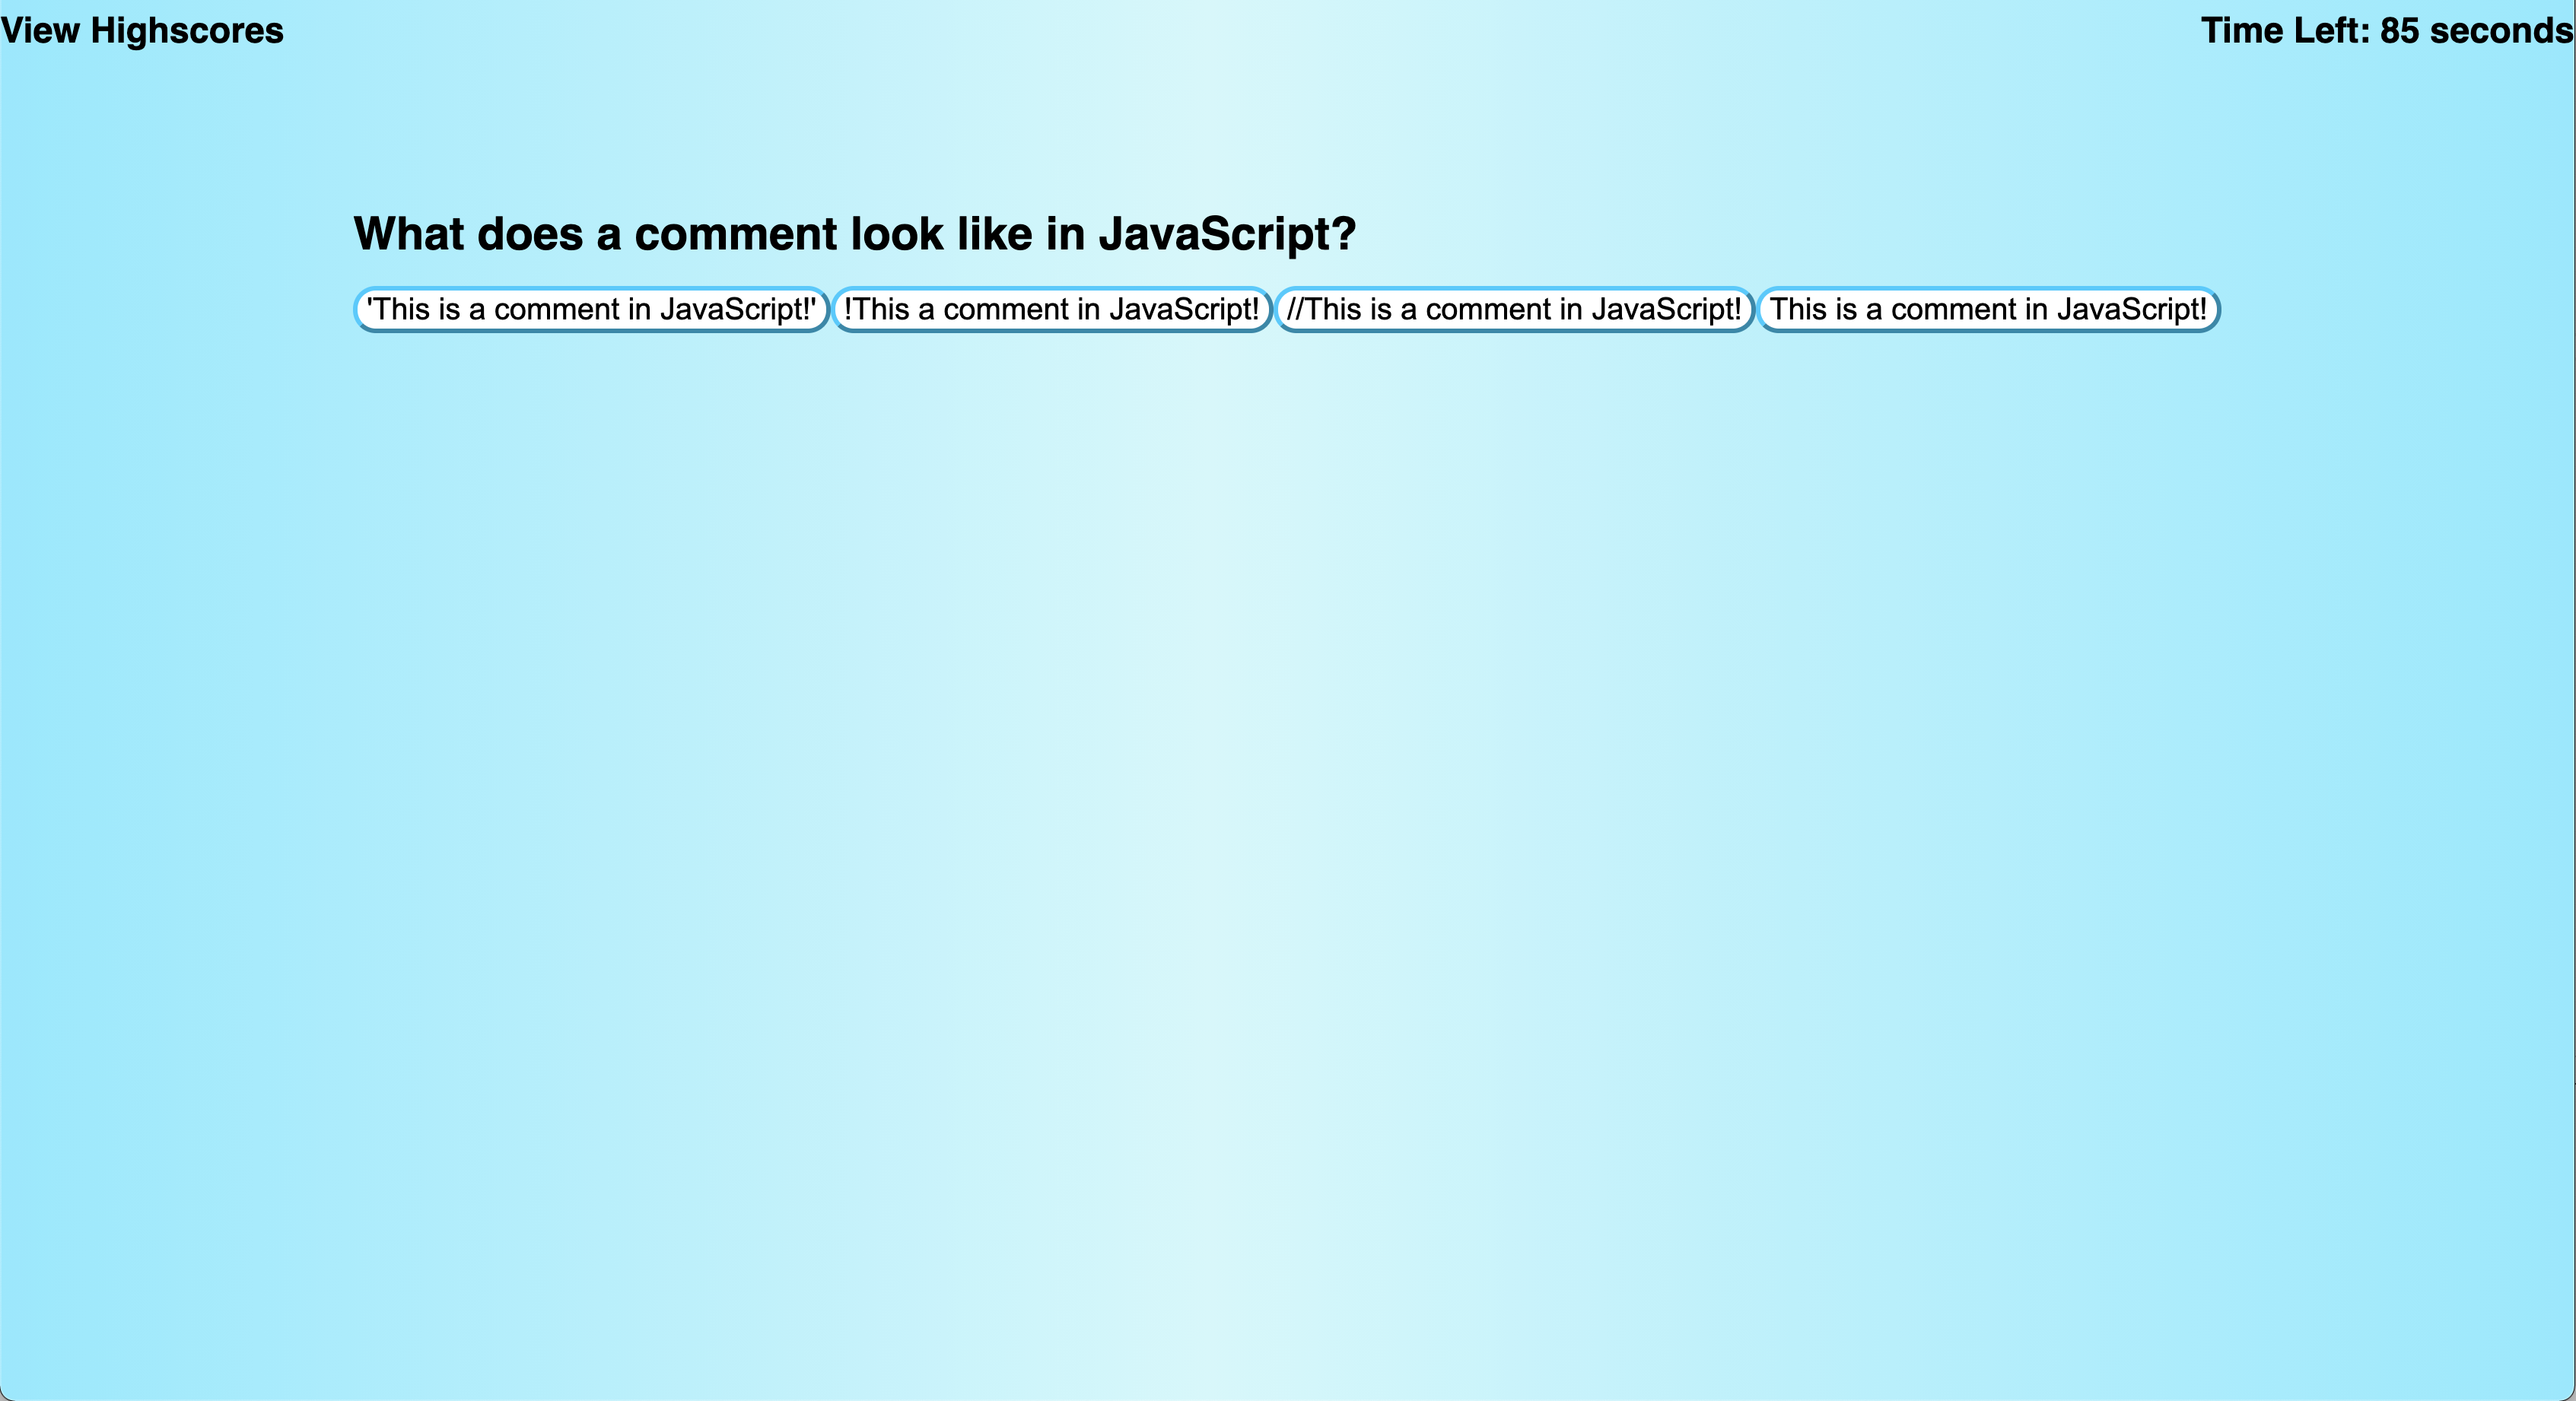 View Highscores
Time Left: 85 seconds
What does a comment look like in JavaScript?
'This is a comment in JavaScript!' !This a comment in JavaScript! //This is a comment in JavaScript! This is a comment in JavaScript!